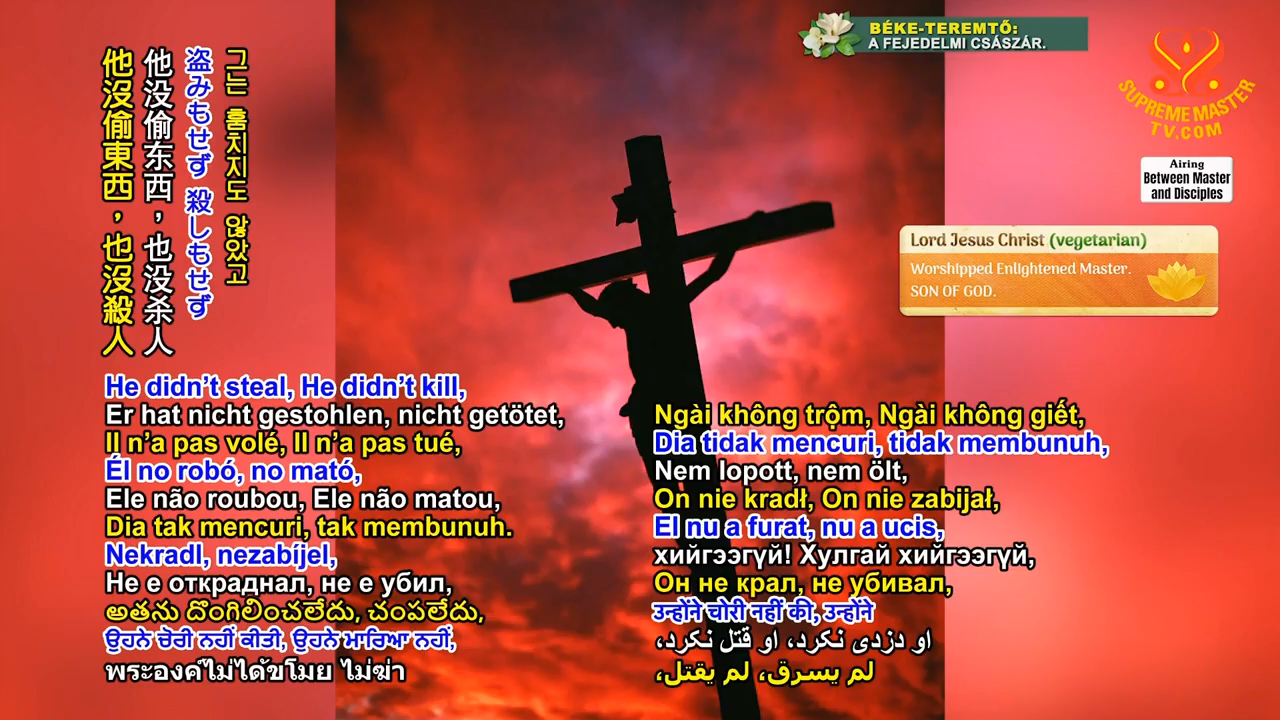 BÉKE-TEREMTŐ:
A FEJEDELMI CSÁSZÁR.
SUPREME MASTER
TV.COM
Airing
Between Master
and Disciples
Lord Jesus Christ (vegetarian)
Worshipped Enlightened Master.
SON OF GOD.
그는 훔치지도 않았고
盗みもせず 殺しもせず
他没偷东西，也没杀人
他沒偷東西，也沒殺人
He didn’t steal, He didn’t kill,
Er hat nicht gestohlen, nicht getötet,
Il n’a pas volé, Il n’a pas tué,
Él no robó, no mató,
Ele não roubou, Ele não matou,
Dia tak mencuri, tak membunuh.
Nekradl, nezabíjel,
Не е откраднал, не е убил,
అతను దొంగిలించలేదు, చంపలేదు,
ਉਹਨੇ ਚੋਰੀ ਨਹੀਂ ਕੀਤੀ, ਉਹਨੇ ਮਾਰਿਆ ਨਹੀਂ,
พระองค์ไม่ได้ขโมย ไม่ฆ่า
Ngài không trộm, Ngài không giết,
Dia tidak mencuri, tidak membunuh,
Nem lopott, nem ölt,
On nie kradł, On nie zabijał,
El nu a furat, nu a ucis,
хийгээгүй! Хулгай хийгээгүй,
Он не крал, не убивал,
उन्होंने चोरी नहीं की, उन्होंने
او دزدی نکرد، او قتل نکرد،
لم يسرق، لم يقتل،